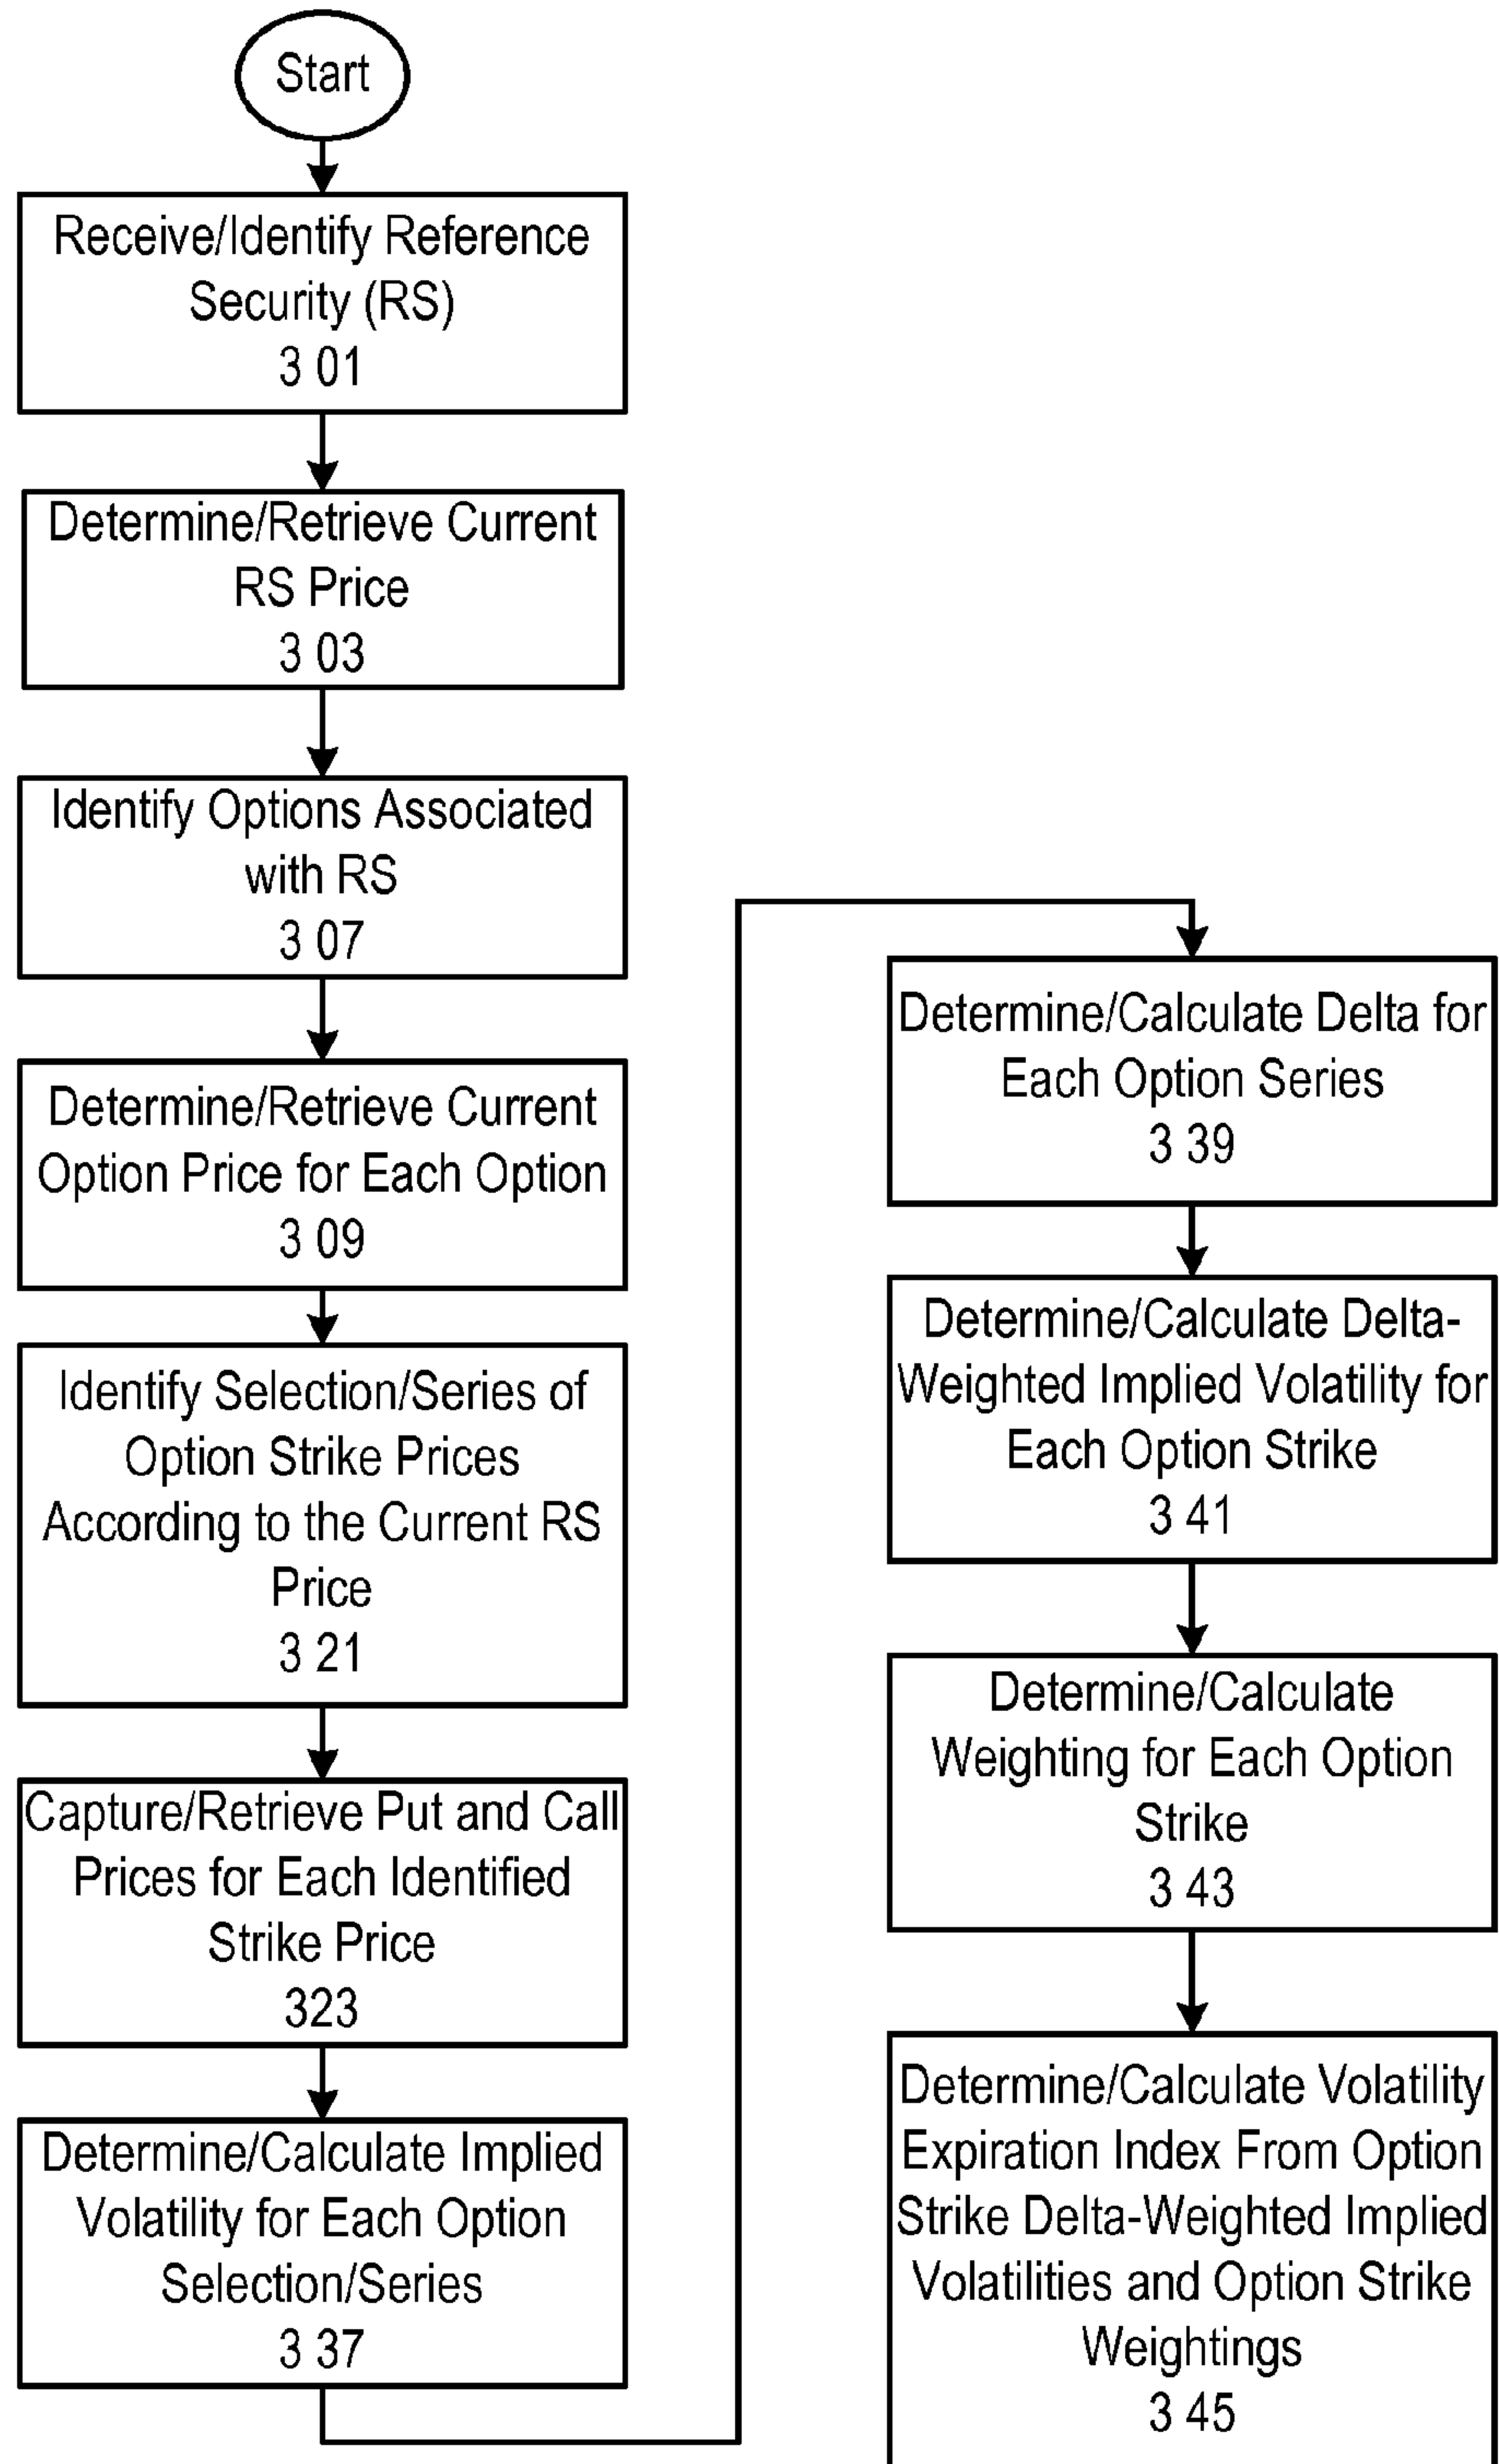 Start
Receive/Identify Reference
Security (RS)
3 01
Determine/Retrieve Current
RS Price
3 03
Identify Options Associated
with RS
3 07
Determine/Retrieve Current
Option Price for Each Option
3 09
Identify Selection/Series of
Option Strike Prices
According to the Current RS
Price
3 21
Capture/Retrieve Put and Call
Prices for Each Identified
Strike Price
323
Determine/Calculate Implied
Volatility for Each Option
Selection/Series
3 37
Determine/Calculate Delta for
Each Option Series
3 39
Determine/Calculate Delta-
Weighted Implied Volatility for
Each Option Strike
3 41
Determine/Calculate
Weighting for Each Option
Strike
3 43
Determine/Calculate Volatility
Expiration Index From Option
Strike Delta-Weighted Implied
Volatilities and Option Strike
Weightings
3 45